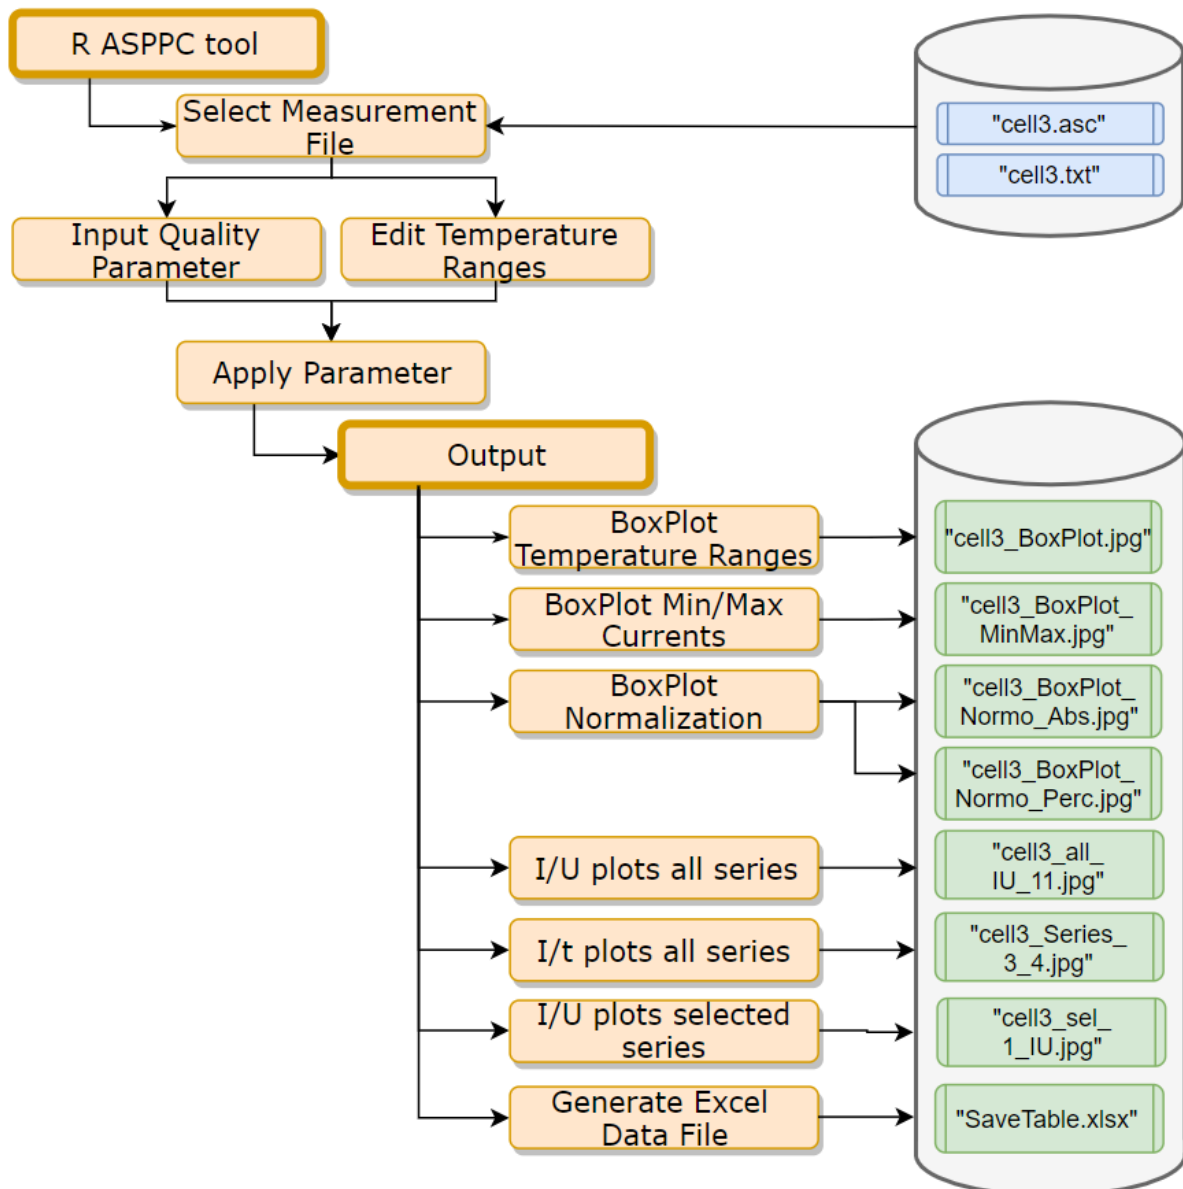 R ASPPC tool
Select Measurement
File
"cell3.asc"
"cell3.txt"
Input Quality
Parameter
Edit Temperature
Ranges
Apply Parameter
Output
BoxPlot
Temperature Ranges
"cell3_BoxPlot.jpg"
BoxPlot Min/Max
Currents
"cell3_BoxPlot_
MinMax.jpg"
BoxPlot
Normalization
"cell3_BoxPlot_
Normo_Abs.jpg"
"cell3_BoxPlot_
Normo_Perc.jpg"
I/U plots all series
"cell3_all_
IU_11.jpg"
I/t plots all series
"cell3_Series_
3_4.jpg"
I/U plots selected
series
"cell3_sel_
1_IU.jpg"
Generate Excel
Data File
"SaveTable.xlsx"